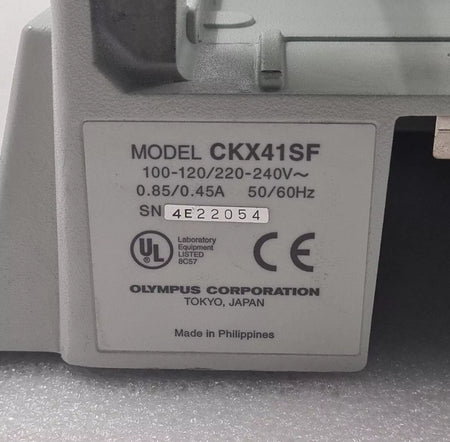 MODEL CKX41SF
100-120/220-240V～
0.85/0.45A 50/60Hz
SN 4E22054
UL
Laboratory
Equipment
LISTED
8C57
CE
OLYMPUS CORPORATION
TOKYO, JAPAN
Made in Philippines